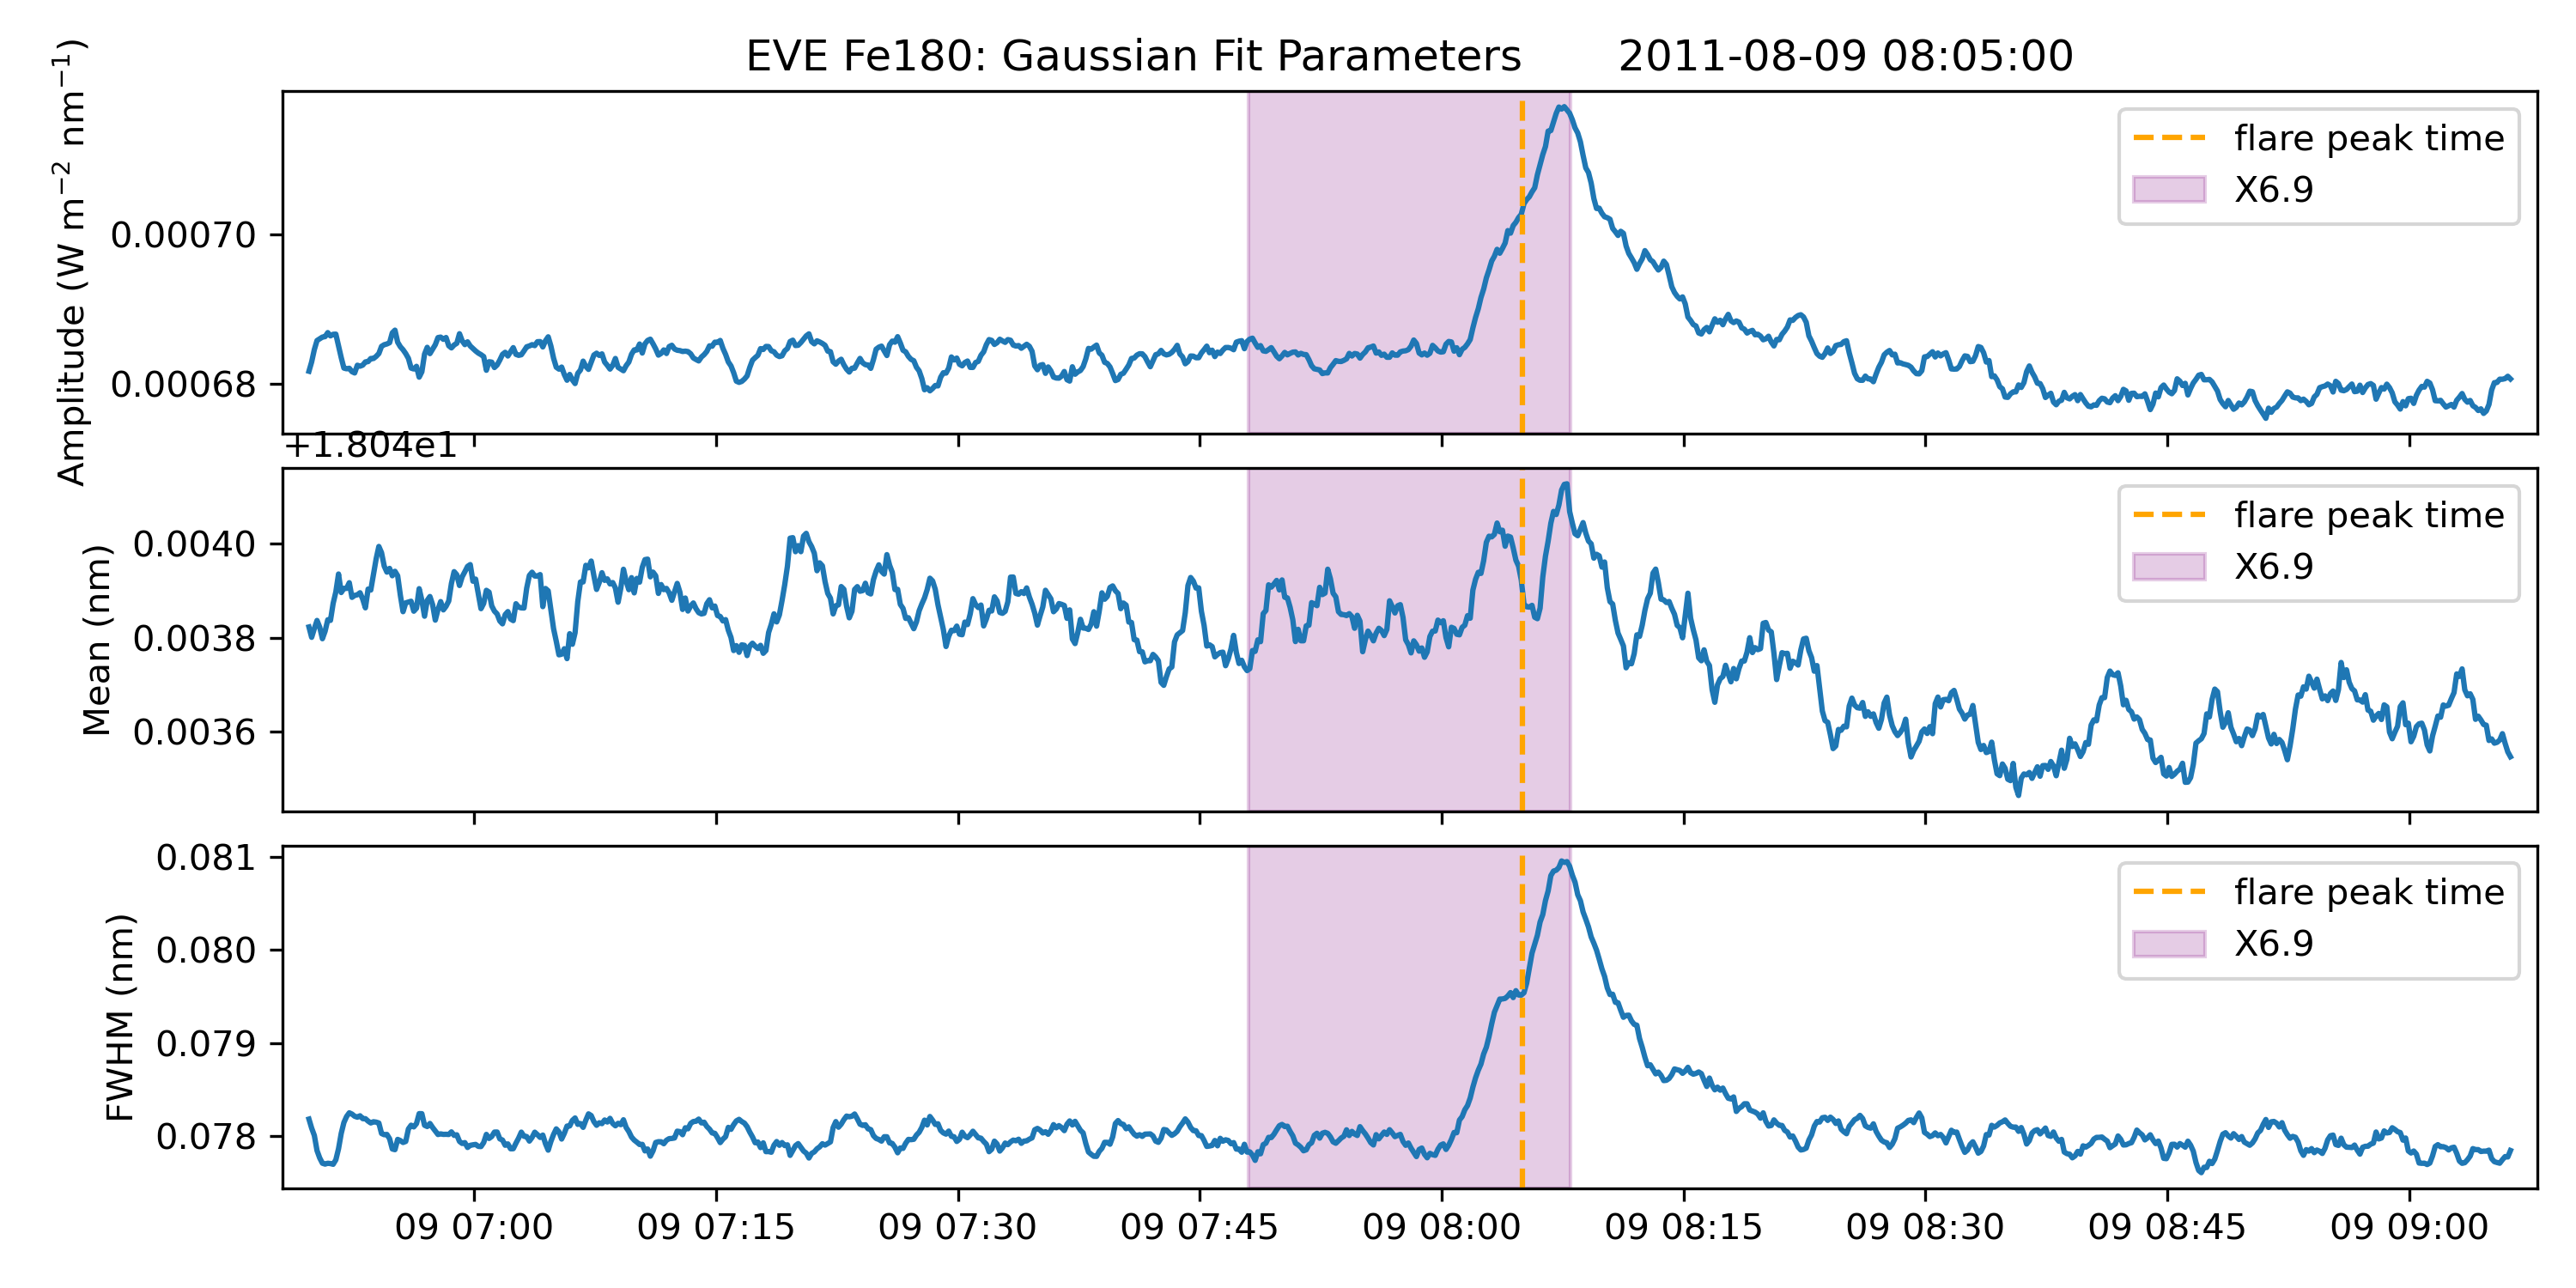 EVE Fe180: Gaussian Fit Parameters 2011-08-09 08:05:00
Amplitude (W m⁻² nm⁻¹)
0.00070
0.00068
flare peak time
X6.9
+1.804e1
Mean (nm)
0.0040
0.0038
0.0036
flare peak time
X6.9
FWHM (nm)
0.081
0.080
0.079
0.078
flare peak time
X6.9
09 07:00 09 07:15 09 07:30 09 07:45 09 08:00 09 08:15 09 08:30 09 08:45 09 09:00